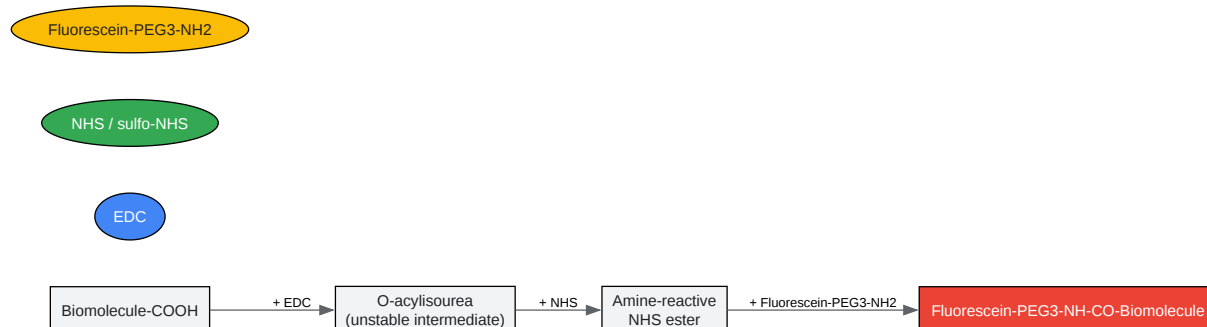 Fluorescein-PEG3-NH2
NHS / sulfo-NHS
EDC
Biomolecule-COOH
+ EDC
O-acylisourea
(unstable intermediate)
+ NHS
Amine-reactive
NHS ester
+ Fluorescein-PEG3-NH2
Fluorescein-PEG3-NH-CO-Biomolecule